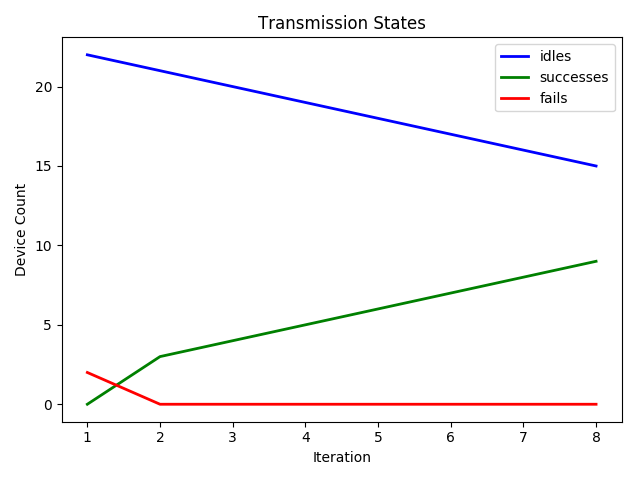 Transmission States
idles
successes
fails
Device Count
20
15
10
5
0
1 2 3 4 5 6 7 8
Iteration